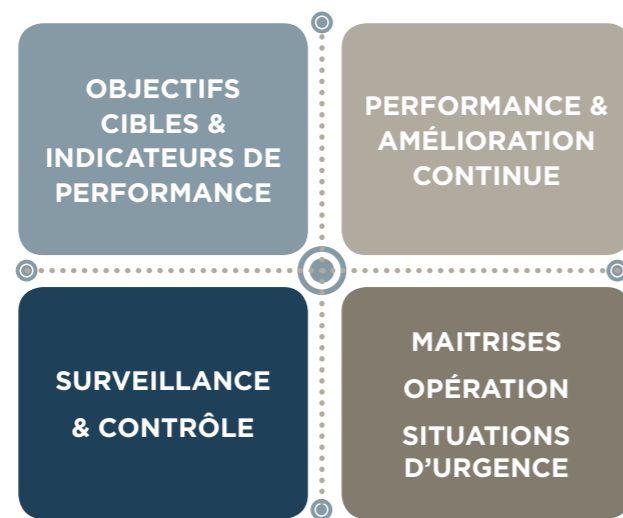 OBJECTIFS
CIBLES &
INDICATEURS DE
PERFORMANCE
PERFORMANCE &
AMÉLIORATION
CONTINUE
SURVEILLANCE
& CONTRÔLE
MAITRISES
OPÉRATION
SITUATIONS
D'URGENCE